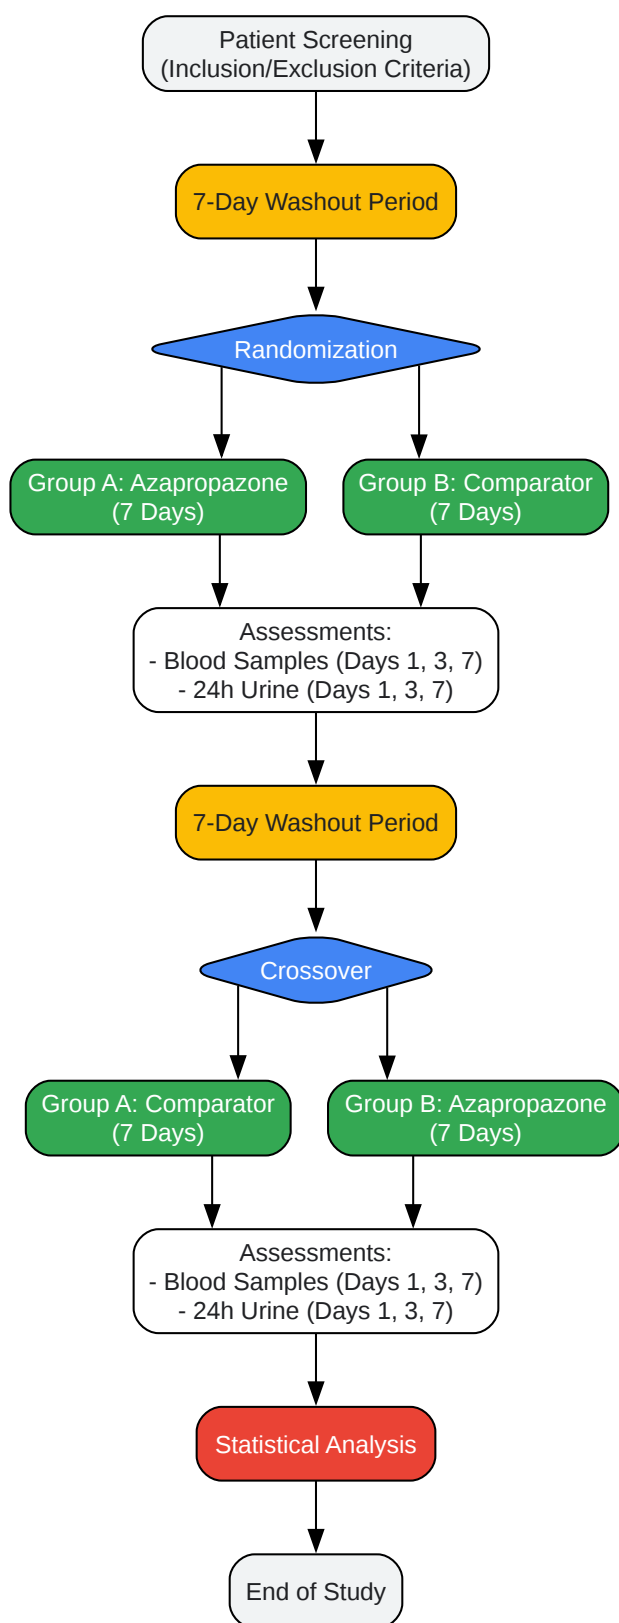 Patient Screening
(Inclusion/Exclusion Criteria)
7-Day Washout Period
Randomization
Group A: Azapropazone
(7 Days)
Group B: Comparator
(7 Days)
Assessments:
- Blood Samples (Days 1, 3, 7)
- 24h Urine (Days 1, 3, 7)
7-Day Washout Period
Crossover
Group A: Comparator
(7 Days)
Group B: Azapropazone
(7 Days)
Assessments:
- Blood Samples (Days 1, 3, 7)
- 24h Urine (Days 1, 3, 7)
Statistical Analysis
End of Study